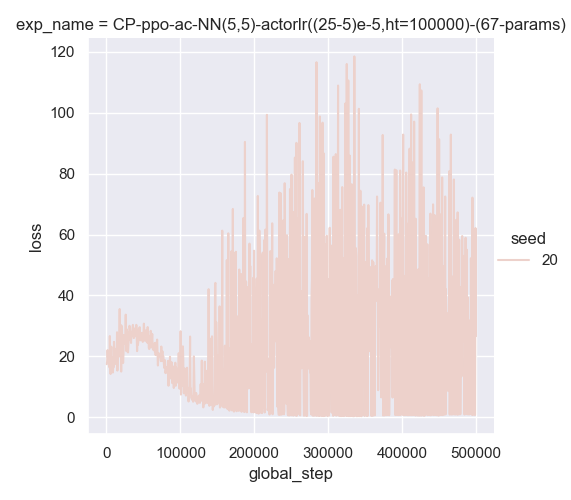 exp_name = CP-ppo-ac-NN(5,5)-actorlr((25-5)e-5,ht=100000)-(67-params)
120
100
80
60
40
20
0
loss
0 100000 200000 300000 400000 500000
global_step
seed
20